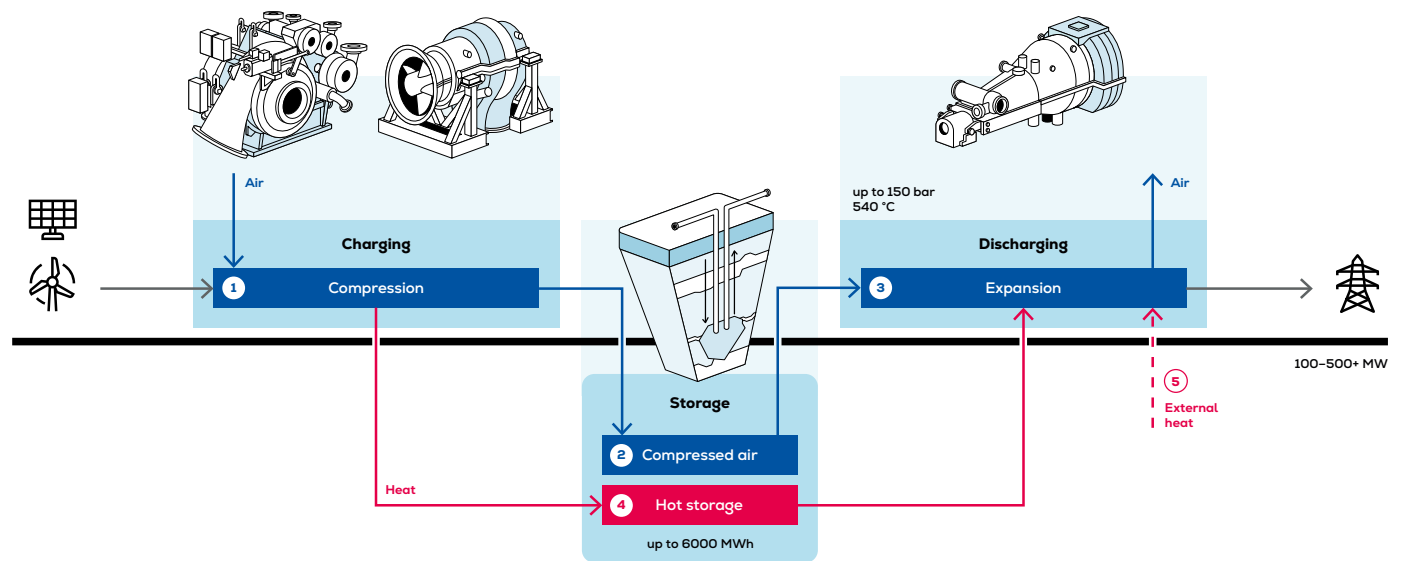 Air
Charging
1
Compression
Storage
2
Compressed air
4
Hot storage
up to 6000 MWh
Heat
up to 150 bar
540 °C
Air
Discharging
3
Expansion
5
External
heat
100–500+ MW